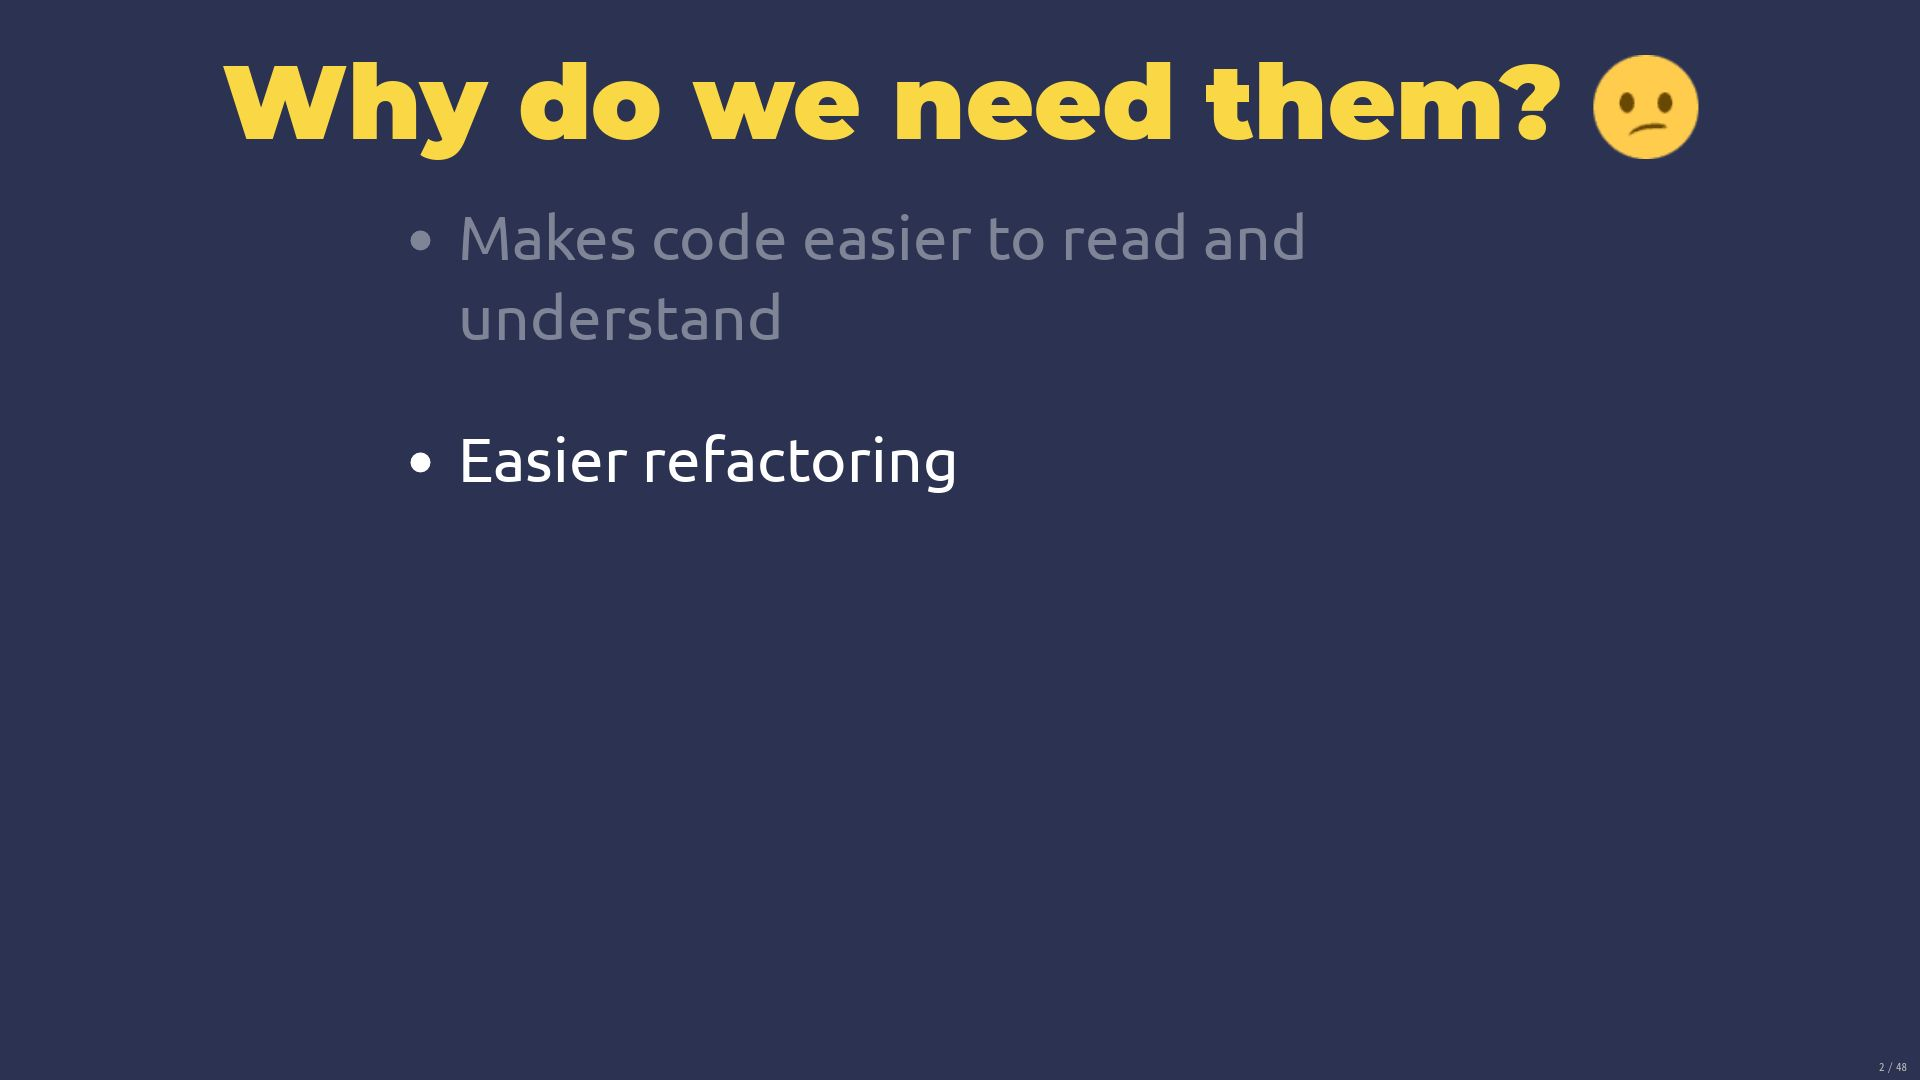 Why do we need them? 😕
• Makes code easier to read and
understand
• Easier refactoring
2 / 48